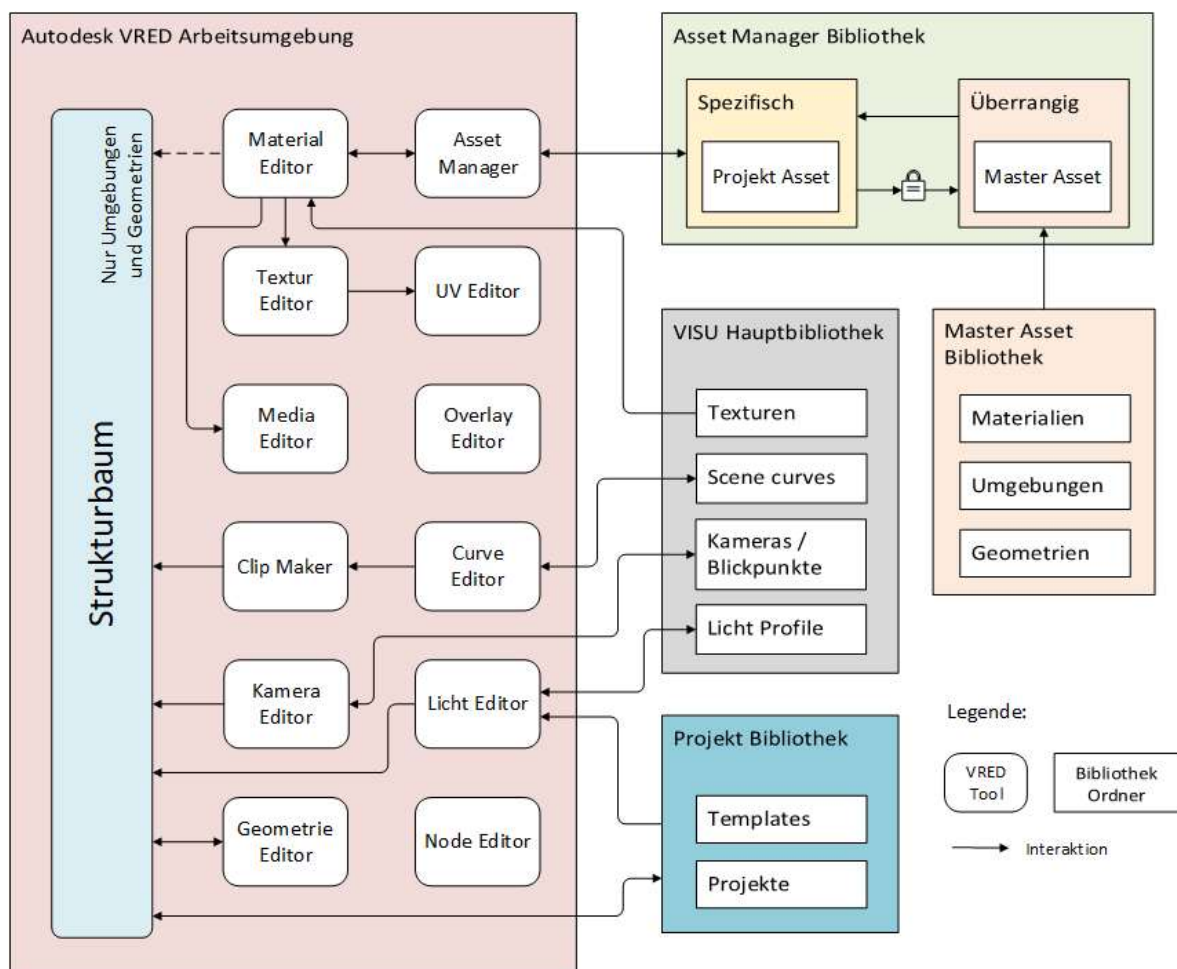 Autodesk VRED Arbeitsumgebung
Strukturbaum
Nur Umgebungen
und Geometrien
Material
Editor
Asset
Manager
Textur
Editor
UV Editor
Media
Editor
Overlay
Editor
Clip Maker
Curve
Editor
Kamera
Editor
Licht Editor
Geometrie
Editor
Node Editor
Asset Manager Bibliothek
Spezifisch
Projekt Asset
Überrangig
Master Asset
VISU Hauptbibliothek
Texturen
Scene curves
Kameras /
Blickpunkte
Licht Profile
Master Asset
Bibliothek
Materialien
Umgebungen
Geometrien
Projekt Bibliothek
Templates
Projekte
Legende:
VRED
Tool
Bibliothek
Ordner
Interaktion